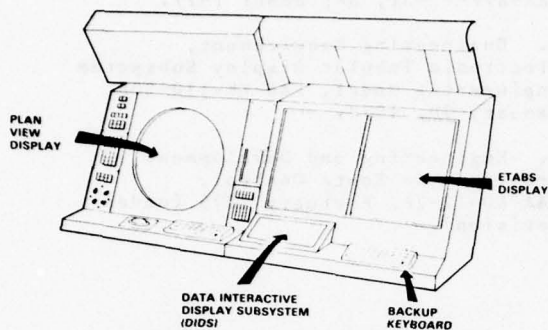 PLAN
VIEW
DISPLAY
ETABS
DISPLAY
DATA INTERACTIVE
DISPLAY SUBSYSTEM
(DIDS)
BACKUP
KEYBOARD